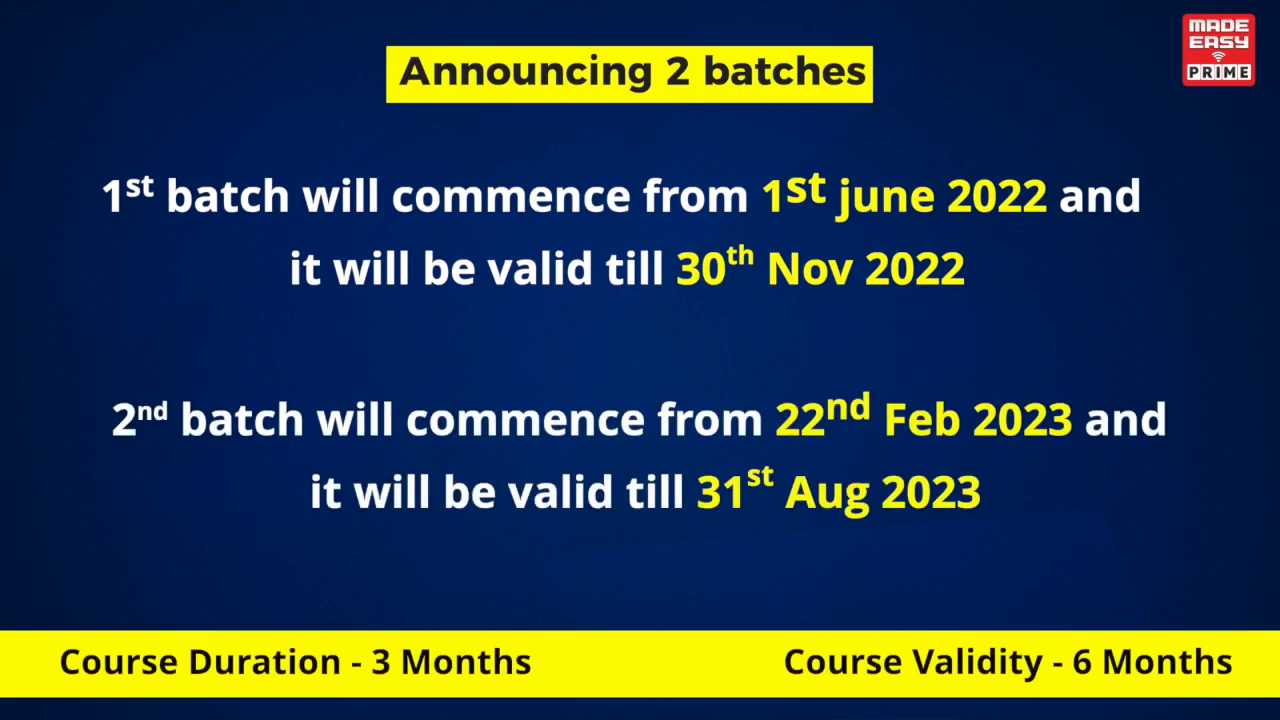 MADE
EASY
PRIME
Announcing 2 batches
1st batch will commence from 1st june 2022 and
it will be valid till 30th Nov 2022
2nd batch will commence from 22nd Feb 2023 and
it will be valid till 31st Aug 2023
Course Duration - 3 Months
Course Validity - 6 Months